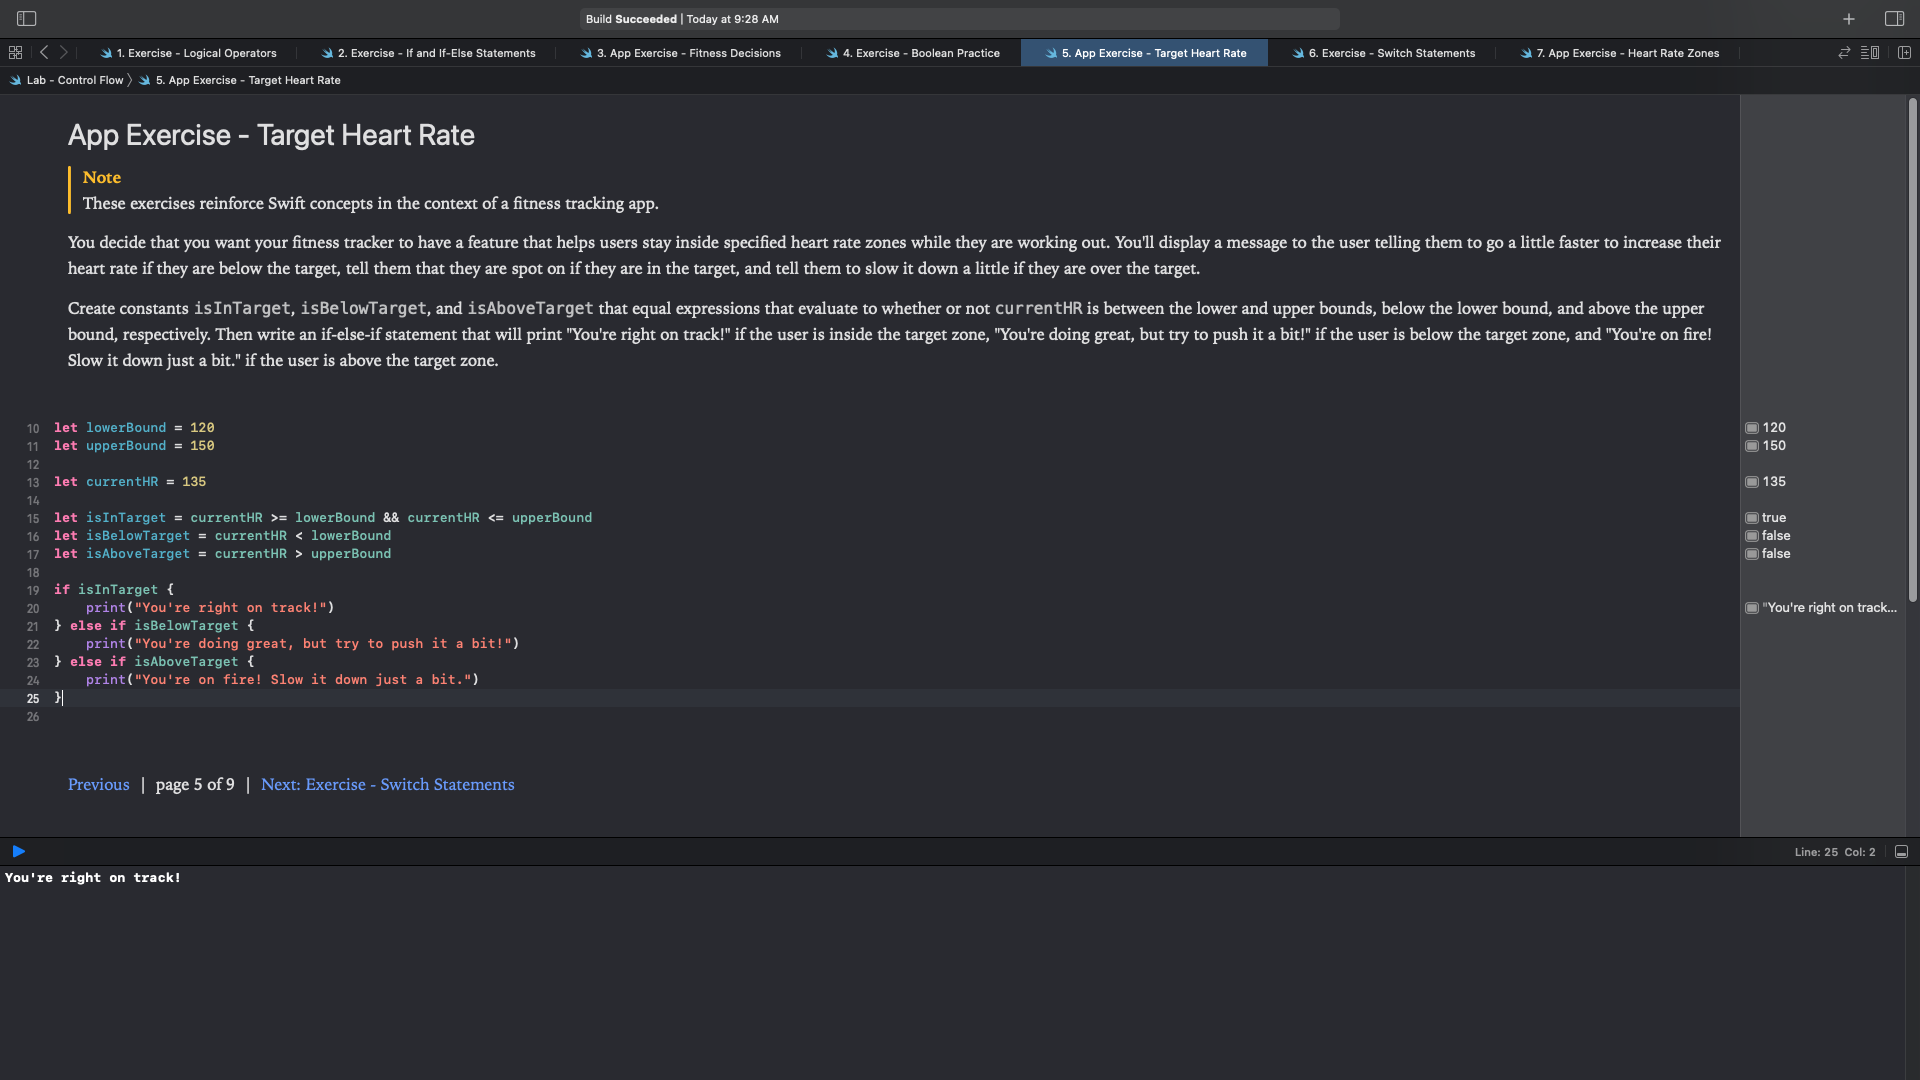 Build Succeeded | Today at 9:28 AM
1. Exercise - Logical Operators
2. Exercise - If and If-Else Statements
3. App Exercise - Fitness Decisions
4. Exercise - Boolean Practice
5. App Exercise - Target Heart Rate
6. Exercise - Switch Statements
7. App Exercise - Heart Rate Zones
Lab - Control Flow 〉 5. App Exercise - Target Heart Rate
App Exercise - Target Heart Rate
Note
These exercises reinforce Swift concepts in the context of a fitness tracking app.
You decide that you want your fitness tracker to have a feature that helps users stay inside specified heart rate zones while they are working out. You'll display a message to the user telling them to go a little faster to increase their
heart rate if they are below the target, tell them that they are spot on if they are in the target, and tell them to slow it down a little if they are over the target.
Create constants isInTarget, isBelowTarget, and isAboveTarget that equal expressions that evaluate to whether or not currentHR is between the lower and upper bounds, below the lower bound, and above the upper
bound, respectively. Then write an if-else-if statement that will print "You're right on track!" if the user is inside the target zone, "You're doing great, but try to push it a bit!" if the user is below the target zone, and "You're on fire!
Slow it down just a bit." if the user is above the target zone.
10 let lowerBound = 120 120
11 let upperBound = 150 150
12
13 let currentHR = 135 135
14
15 let isInTarget = currentHR >= lowerBound && currentHR <= upperBound true
16 let isBelowTarget = currentHR < lowerBound false
17 let isAboveTarget = currentHR > upperBound false
18
19 if isInTarget {
20     print("You're right on track!") "You're right on track...
21 } else if isBelowTarget {
22     print("You're doing great, but try to push it a bit!")
23 } else if isAboveTarget {
24     print("You're on fire! Slow it down just a bit.")
25 }
26
Previous | page 5 of 9 | Next: Exercise - Switch Statements
Line: 25 Col: 2
You're right on track!